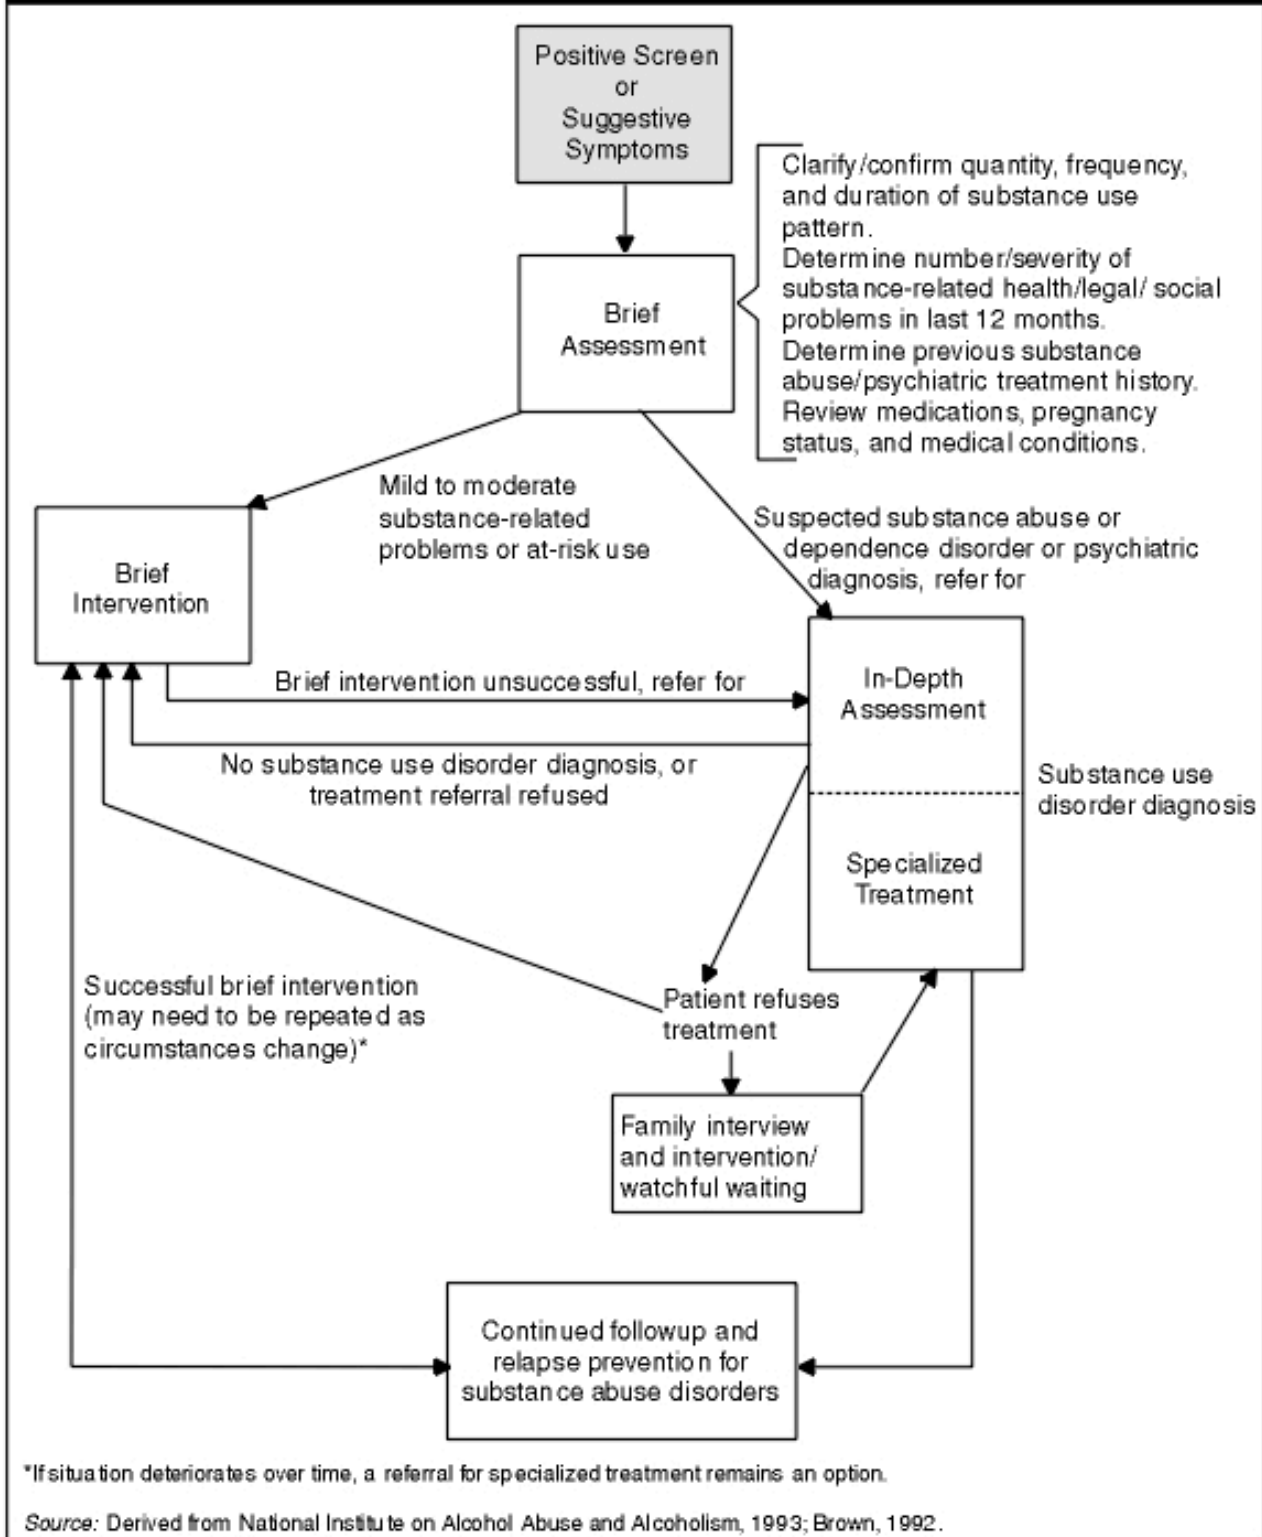 Positive Screen
or
Suggestive
Symptoms
Clarify/confirm quantity, frequency,
and duration of substance use
pattern.
Determine number/severity of
substance-related health/legal/ social
problems in last 12 months.
Determine previous substance
abuse/psychiatric treatment history.
Review medications, pregnancy
status, and medical conditions.
Brief
Assessment
Mild to moderate
substance-related
problems or at-risk use
Suspected substance abuse or
dependence disorder or psychiatric
diagnosis, refer for
Brief
Intervention
In-Depth
Assessment
Brief intervention unsuccessful, refer for
No substance use disorder diagnosis, or
treatment referral refused
Substance use
disorder diagnosis
Specialized
Treatment
Successful brief intervention
(may need to be repeated as
circumstances change)*
Patient refuses
treatment
Family interview
and intervention/
watchful waiting
Continued followup and
relapse prevention for
substance abuse disorders
*If situation deteriorates over time, a referral for specialized treatment remains an option.
Source: Derived from National Institute on Alcohol Abuse and Alcoholism, 1993; Brown, 1992.